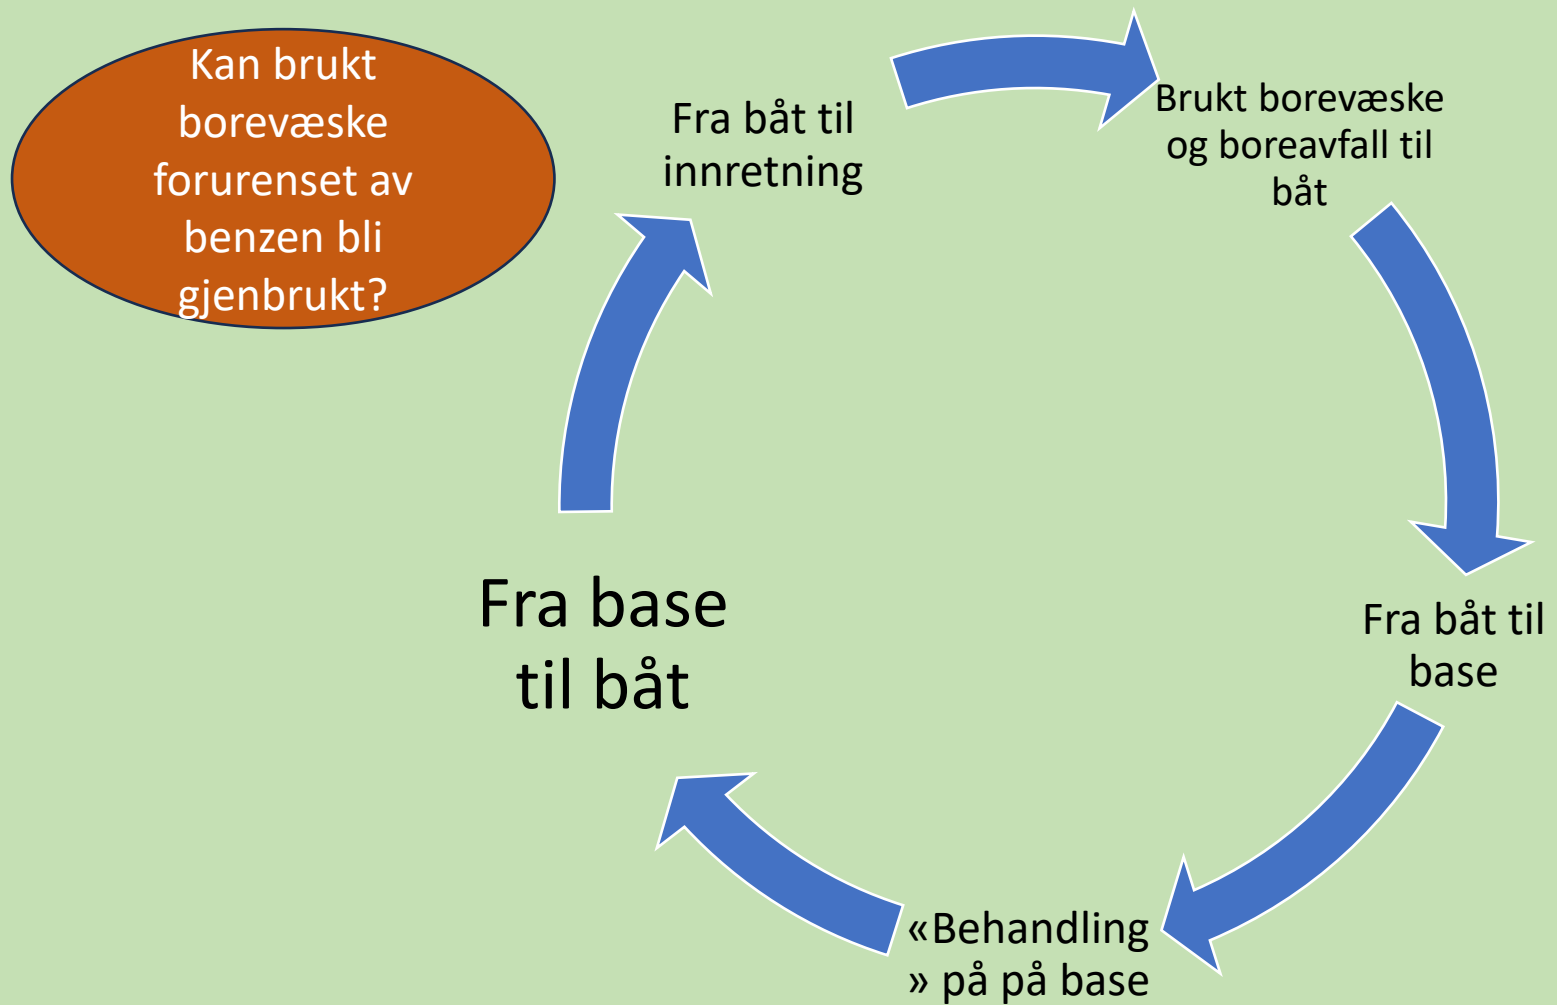 Kan brukt
borevæske
forurenset av
benzen bli
gjenbrukt?
Fra båt til
innretning
Brukt borevæske
og boreavfall til
båt
Fra båt til
base
«Behandling
» på på base
Fra base
til båt